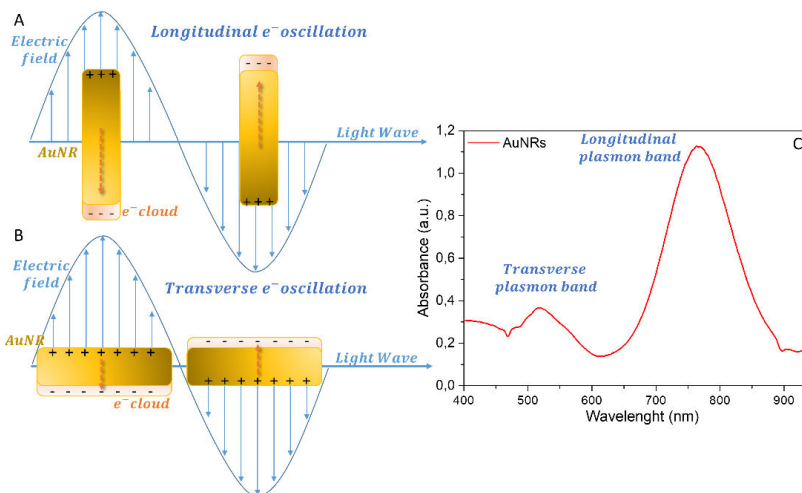 A
Longitudinal e⁻oscillation
Electric
field
+ + +
- - -
Light Wave
AuNR
- - -
+ + +
e⁻cloud
B
Electric
field
Transverse e⁻oscillation
AuNR
+ + + + + + +
- - - - - - -
Light Wave
- - - - - - -
+ + + + + + +
e⁻cloud
C
AuNRs
Longitudinal
plasmon band
Transverse
plasmon band
Absorbance (a.u.)
1,2
1,0
0,8
0,6
0,4
0,2
0,0
400 500 600 700 800 900
Wavelenght (nm)